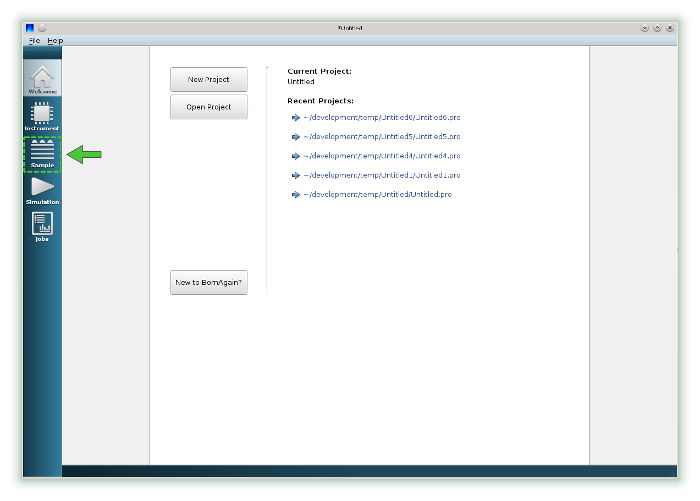 *Untitled
File Help
Welcome
Instrument
Sample
Simulation
Jobs
New Project
Open Project
New to BornAgain?
Current Project:
Untitled
Recent Projects:
~/development/temp/Untitled6/Untitled6.pro
~/development/temp/Untitled5/Untitled5.pro
~/development/temp/Untitled4/Untitled4.pro
~/development/temp/Untitled1/Untitled1.pro
~/development/temp/Untitled/Untitled.pro